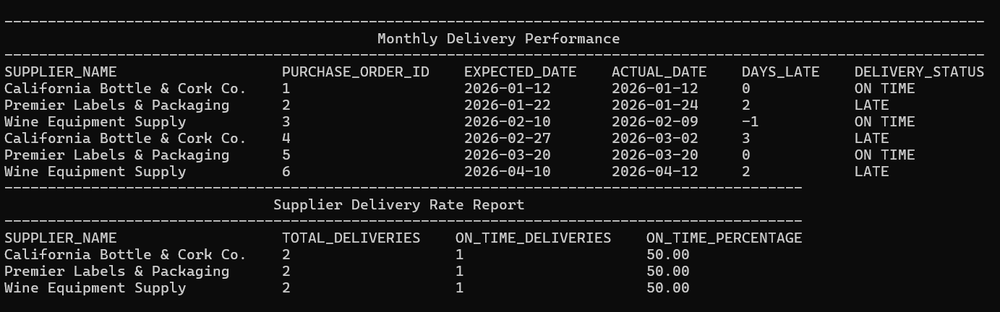 Monthly Delivery Performance
SUPPLIER_NAME PURCHASE_ORDER_ID EXPECTED_DATE ACTUAL_DATE DAYS_LATE DELIVERY_STATUS
California Bottle & Cork Co. 1 2026-01-12 2026-01-12 0 ON TIME
Premier Labels & Packaging 2 2026-01-22 2026-01-24 2 LATE
Wine Equipment Supply 3 2026-02-10 2026-02-09 -1 ON TIME
California Bottle & Cork Co. 4 2026-02-27 2026-03-02 3 LATE
Premier Labels & Packaging 5 2026-03-20 2026-03-20 0 ON TIME
Wine Equipment Supply 6 2026-04-10 2026-04-12 2 LATE
Supplier Delivery Rate Report
SUPPLIER_NAME TOTAL_DELIVERIES ON_TIME_DELIVERIES ON_TIME_PERCENTAGE
California Bottle & Cork Co. 2 1 50.00
Premier Labels & Packaging 2 1 50.00
Wine Equipment Supply 2 1 50.00